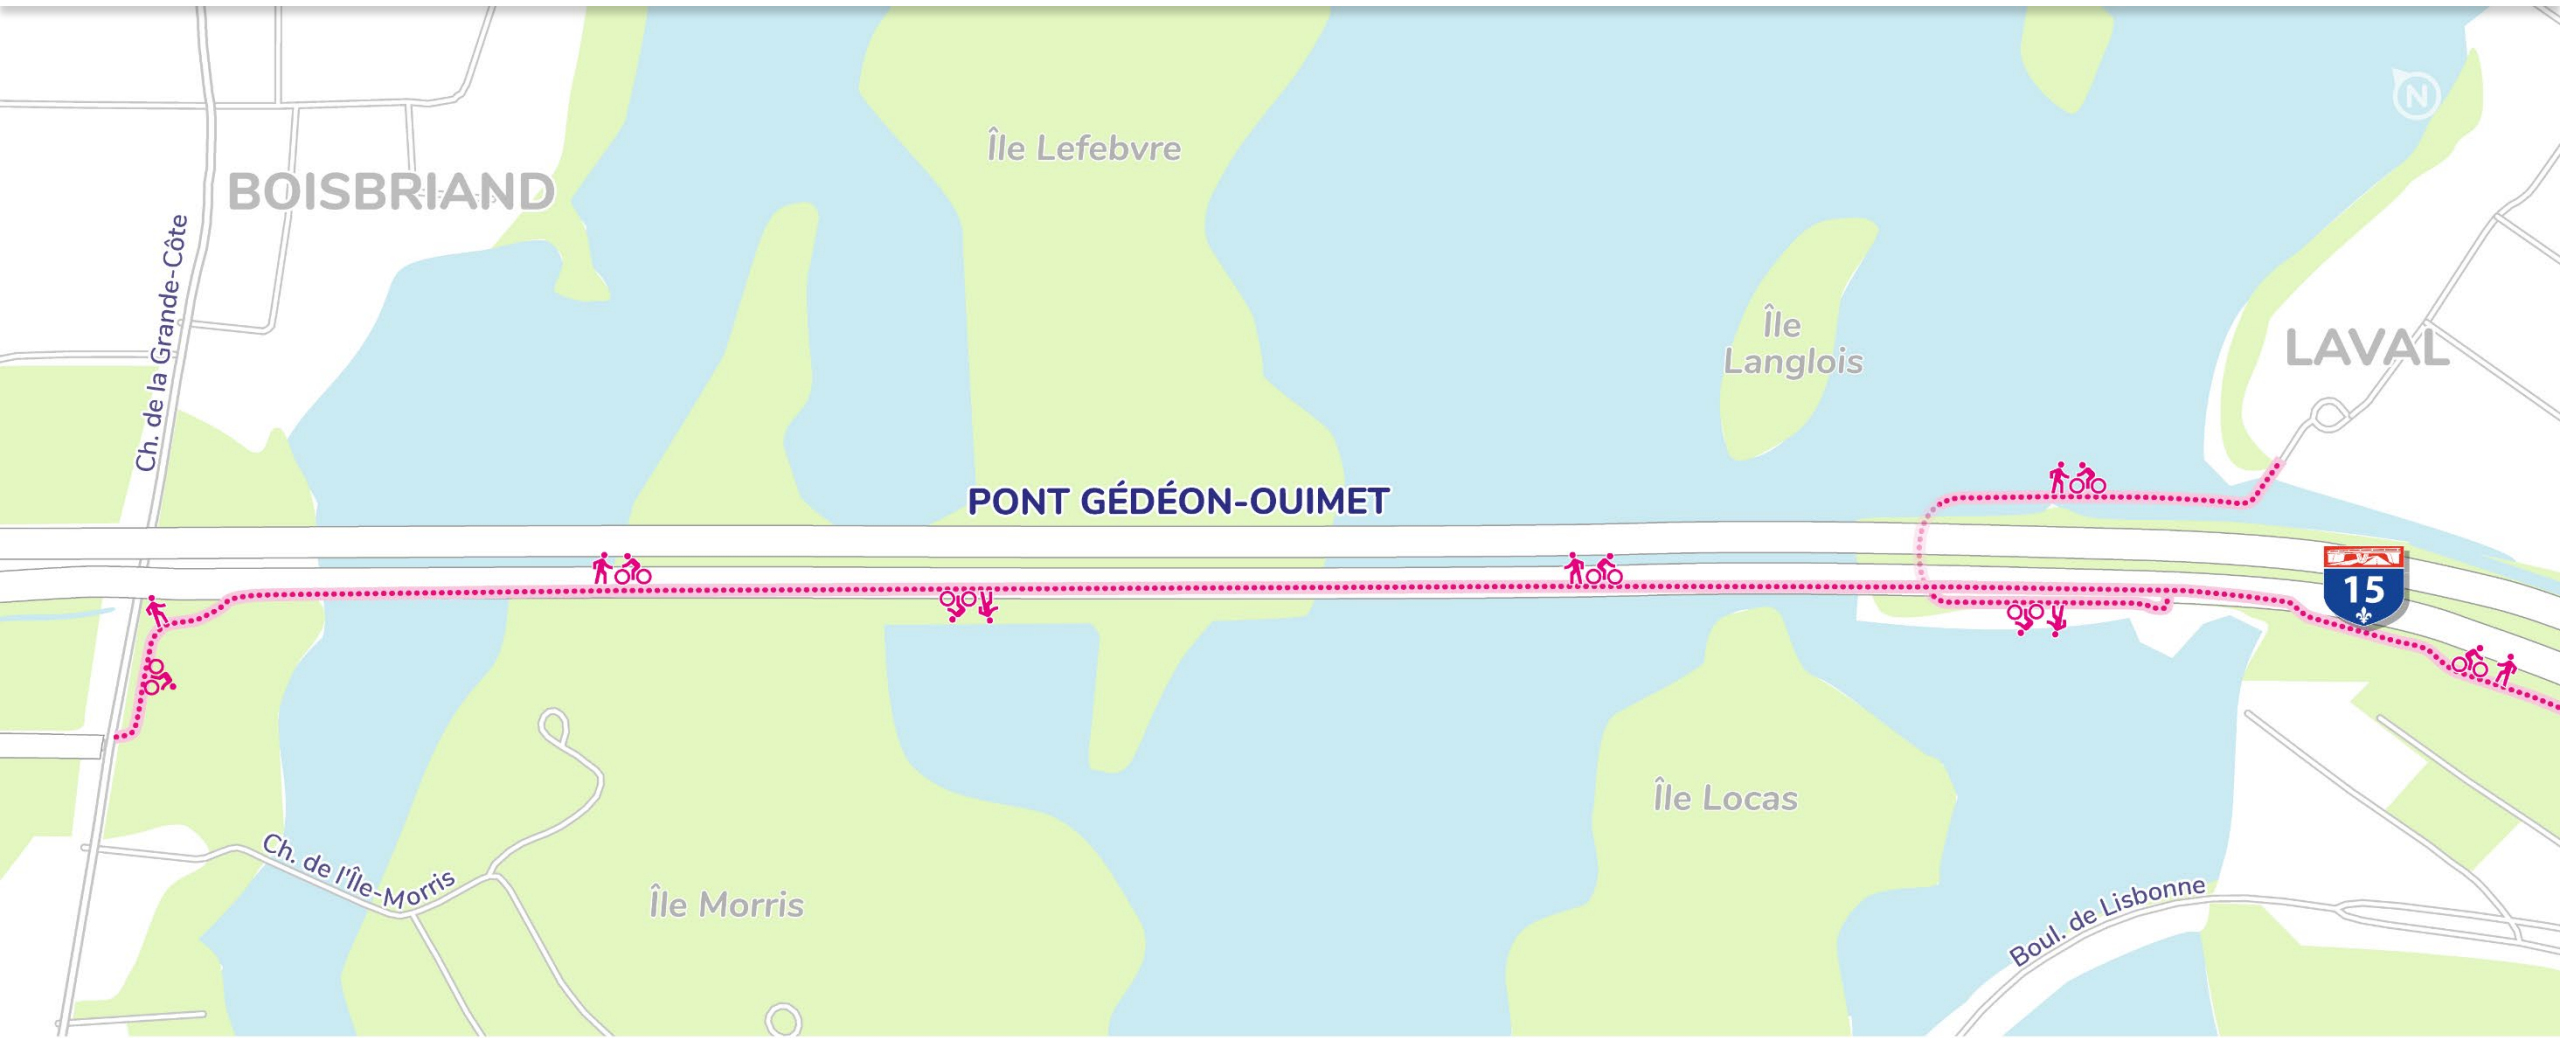 N
Île Lefebvre
BOISBRIAND
Ch. de la Grande-Côte
Île
Langlois
LAVAL
PONT GÉDÉON-OUIMET
15
Île Locas
Ch. de l'Île-Morris
Île Morris
Boul. de Lisbonne